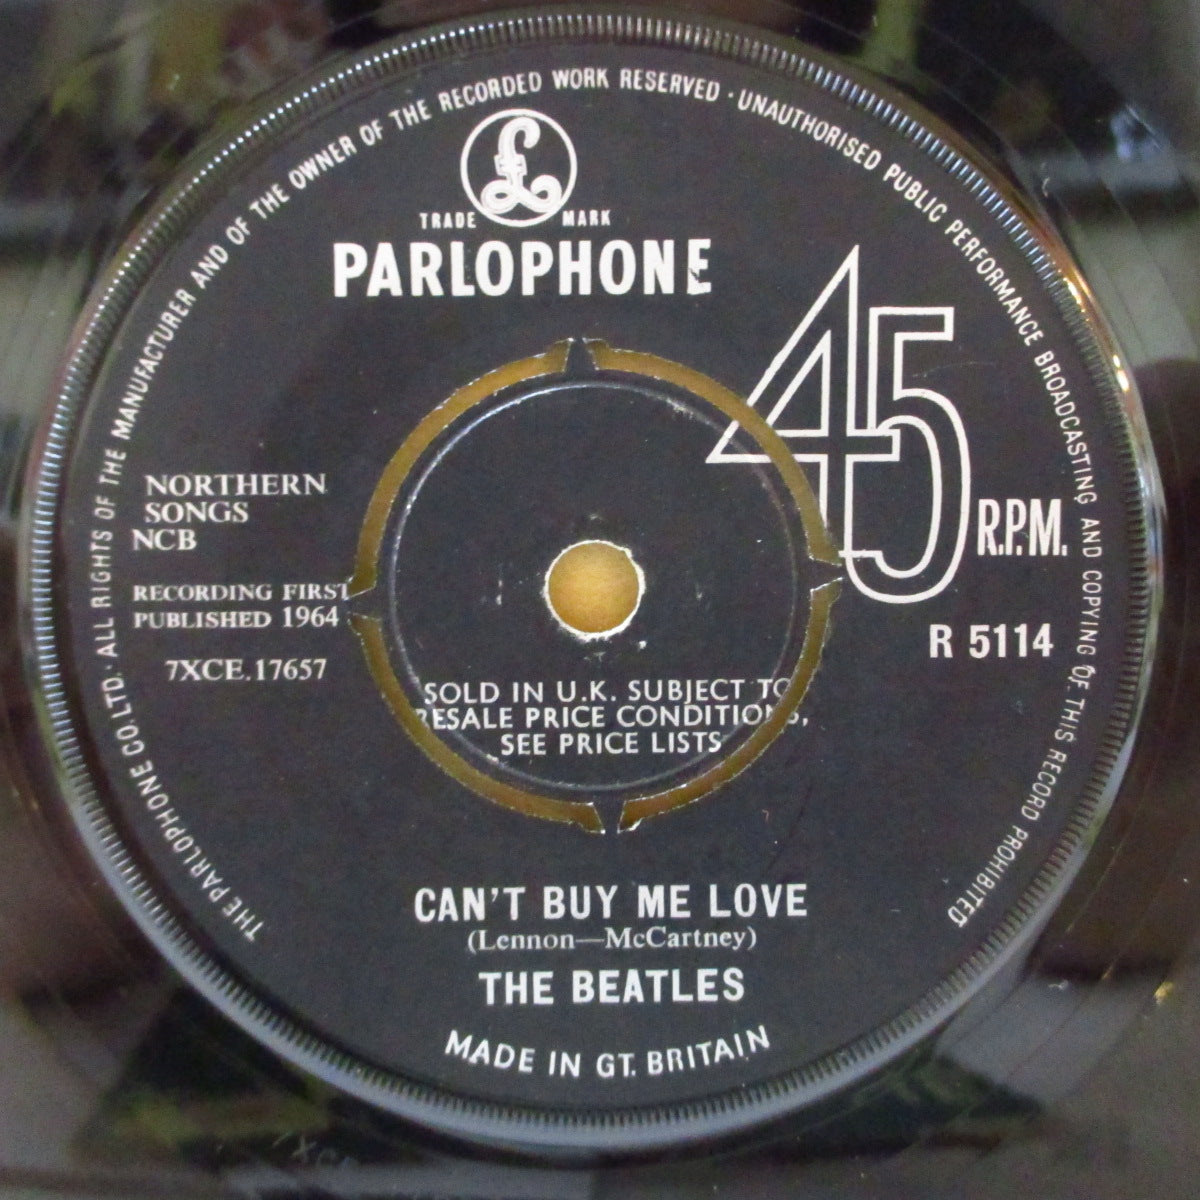 THE PARLOPHONE CO. LTD. · ALL RIGHTS OF THE MANUFACTURER AND OF THE OWNER OF THE RECORDED WORK RESERVED · UNAUTHORISED PUBLIC PERFORMANCE BROADCASTING AND COPYING OF THIS RECORD PROHIBITED
£
TRADE MARK
PARLOPHONE
45 R.P.M.
NORTHERN
SONGS
NCB
RECORDING FIRST
PUBLISHED 1964
7XCE.17657
R 5114
SOLD IN U.K. SUBJECT TO
RESALE PRICE CONDITIONS,
SEE PRICE LISTS
CAN'T BUY ME LOVE
(Lennon—McCartney)
THE BEATLES
MADE IN GT. BRITAIN